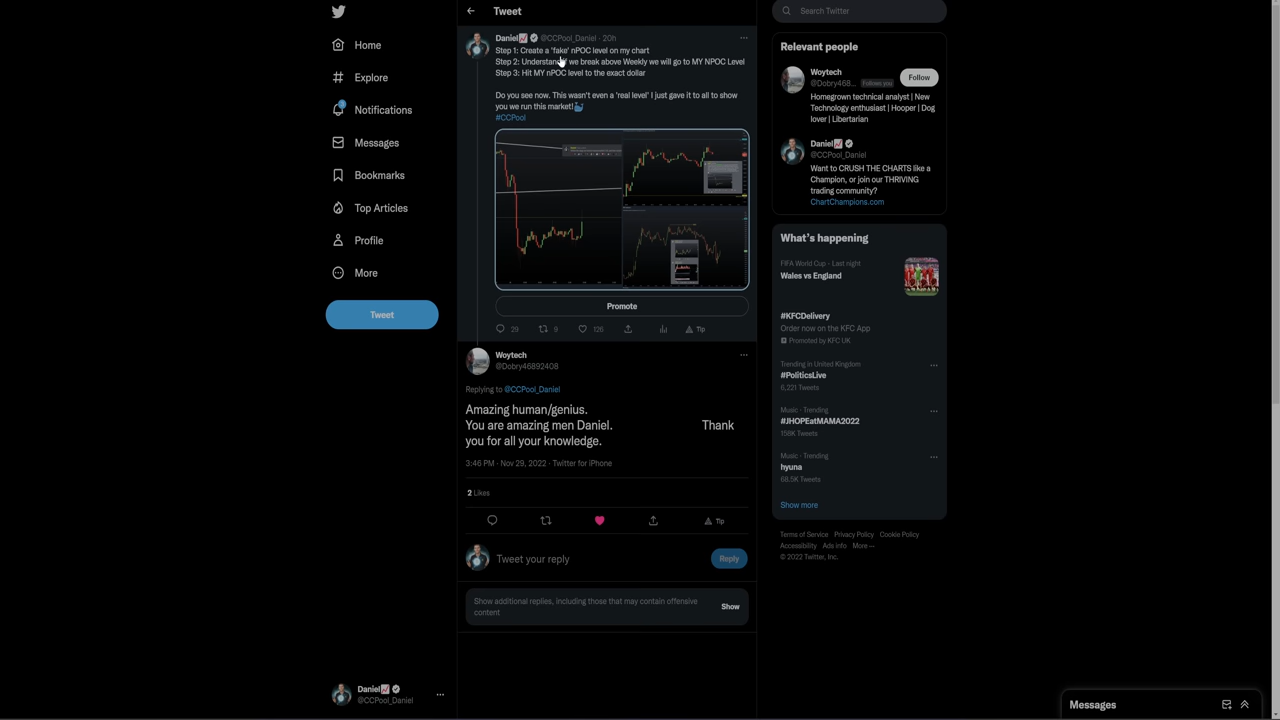 Home
Explore
Notifications
Messages
Bookmarks
Top Articles
Profile
More
Tweet
Daniel
@CCPool_Daniel
Tweet
Daniel @CCPool_Daniel · 20h
Step 1: Create a 'fake' nPOC level on my chart
Step 2: Understand we break above Weekly we will go to MY NPOC Level
Step 3: Hit MY nPOC level to the exact dollar
Do you see now. This wasn't even a 'real level' I just gave it to all to show
you we run this market!
#CCPool
Promote
29 126 Tip
Woytech
@Dobry46892408
Replying to @CCPool_Daniel
Amazing human/genius.
You are amazing men Daniel. Thank
you for all your knowledge.
3:46 PM · Nov 29, 2022 · Twitter for iPhone
2 Likes
Tip
Tweet your reply
Reply
Show additional replies, including those that may contain offensive
content
Show
Search Twitter
Relevant people
Woytech
@Dobry468... Follows you
Follow
Homegrown technical analyst | New
Technology enthusiast | Hooper | Dog
lover | Libertarian
Daniel
@CCPool_Daniel
Want to CRUSH THE CHARTS like a
Champion, or join our THRIVING
trading community?
ChartChampions.com
What's happening
FIFA World Cup · Last night
Wales vs England
#KFCDelivery
Order now on the KFC App
Promoted by KFC UK
Trending in United Kingdom
#PoliticsLive
6,221 Tweets
Music · Trending
#JHOPEatMAMA2022
158K Tweets
Music · Trending
hyuna
68.5K Tweets
Show more
Terms of Service Privacy Policy Cookie Policy
Accessibility Ads info More ···
© 2022 Twitter, Inc.
Messages